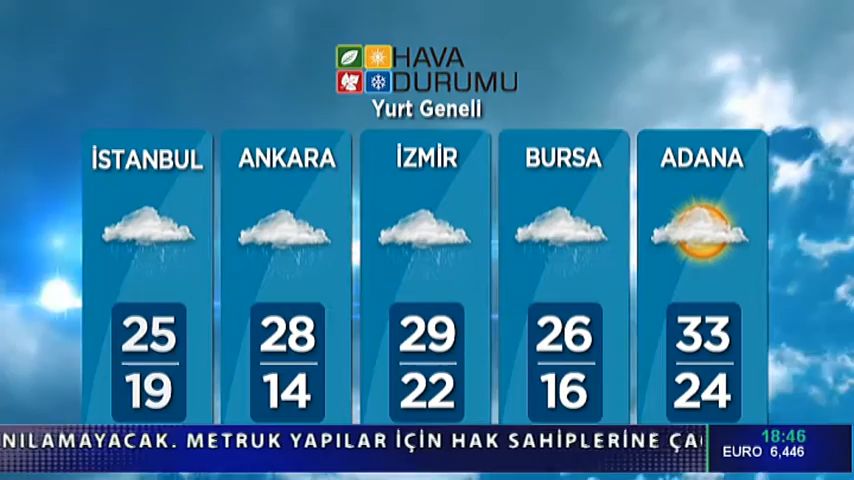 HAVA
DURUMU
Yurt Geneli
İSTANBUL
25
19
ANKARA
28
14
İZMİR
29
22
BURSA
26
16
ADANA
33
24
NILAMAYACAK. METRUK YAPILAR İÇİN HAK SAHİPLERİNE ÇA
18:46
EURO 6,446